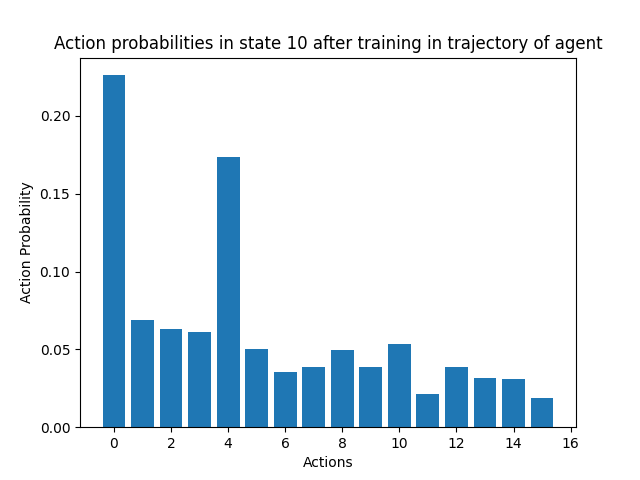 Action probabilities in state 10 after training in trajectory of agent
0.20
0.15
0.10
0.05
0.00
Action Probability
0 2 4 6 8 10 12 14 16
Actions